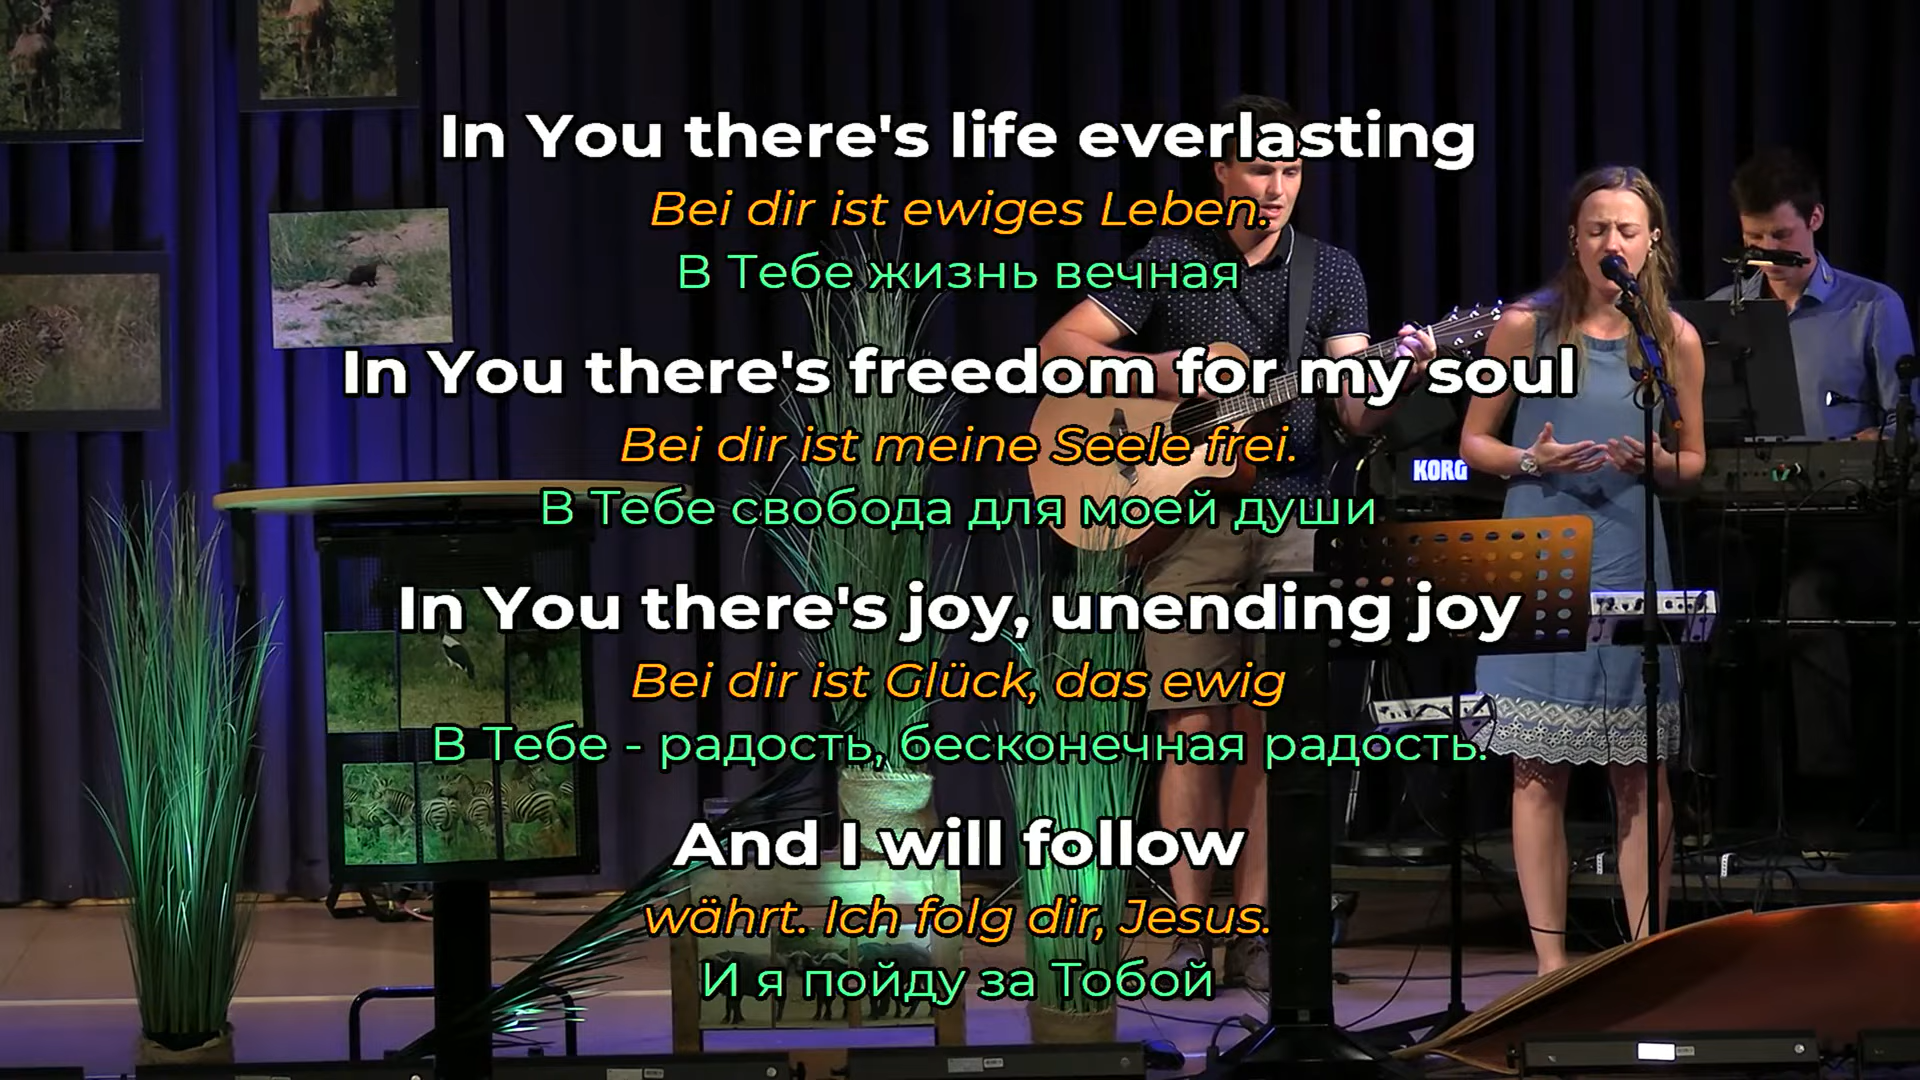 In You there's life everlasting
Bei dir ist ewiges Leben.
В Тебе жизнь вечная
In You there's freedom for my soul
Bei dir ist meine Seele frei.
В Тебе свобода для моей души
KORG
In You there's joy, unending joy
Bei dir ist Glück, das ewig
В Тебе - радость, бесконечная радость.
And I will follow
währt. Ich folg dir, Jesus.
И я пойду за Тобой